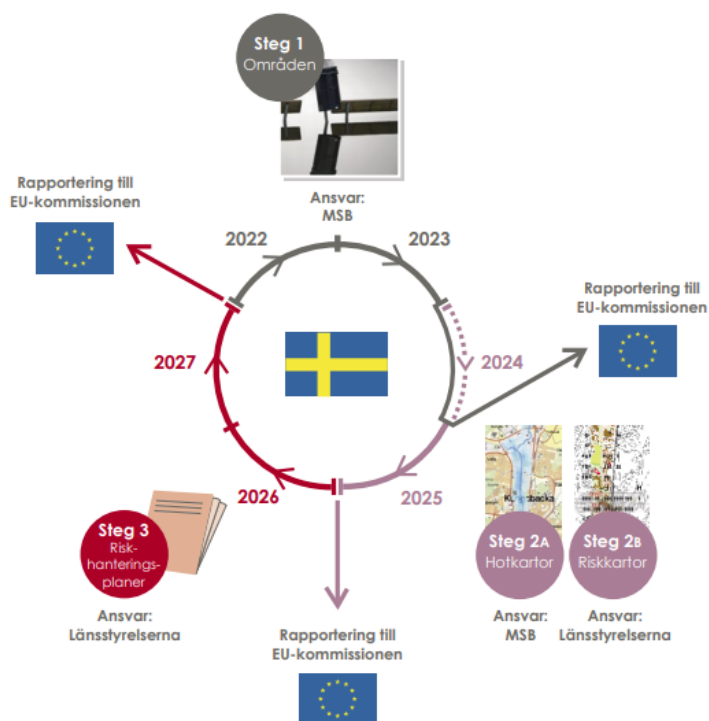 Steg 1
Områden
Ansvar:
MSB
Rapportering till
EU-kommissionen
2022
2023
Rapportering till
EU-kommissionen
2027
2024
2026
2025
Steg 3
Risk-
hanterings-
planer
Ansvar:
Länsstyrelserna
Steg 2A
Hotkartor
Ansvar:
MSB
Steg 2B
Riskkartor
Ansvar:
Länsstyrelserna
Rapportering till
EU-kommissionen